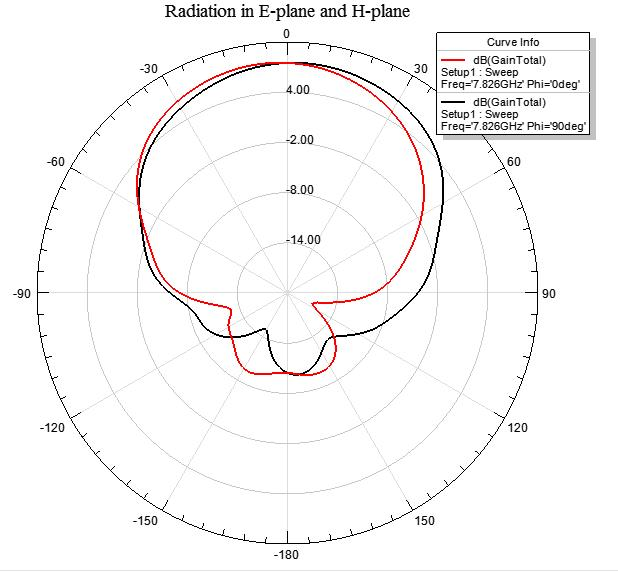 Radiation in E-plane and H-plane
Curve Info
dB(GainTotal)
Setup1 : Sweep
Freq='7.826GHz' Phi='0deg'
dB(GainTotal)
Setup1 : Sweep
Freq='7.826GHz' Phi='90deg'
0
-30
30
-60
60
-90
90
-120
120
-150
150
-180
4.00
-2.00
-8.00
-14.00